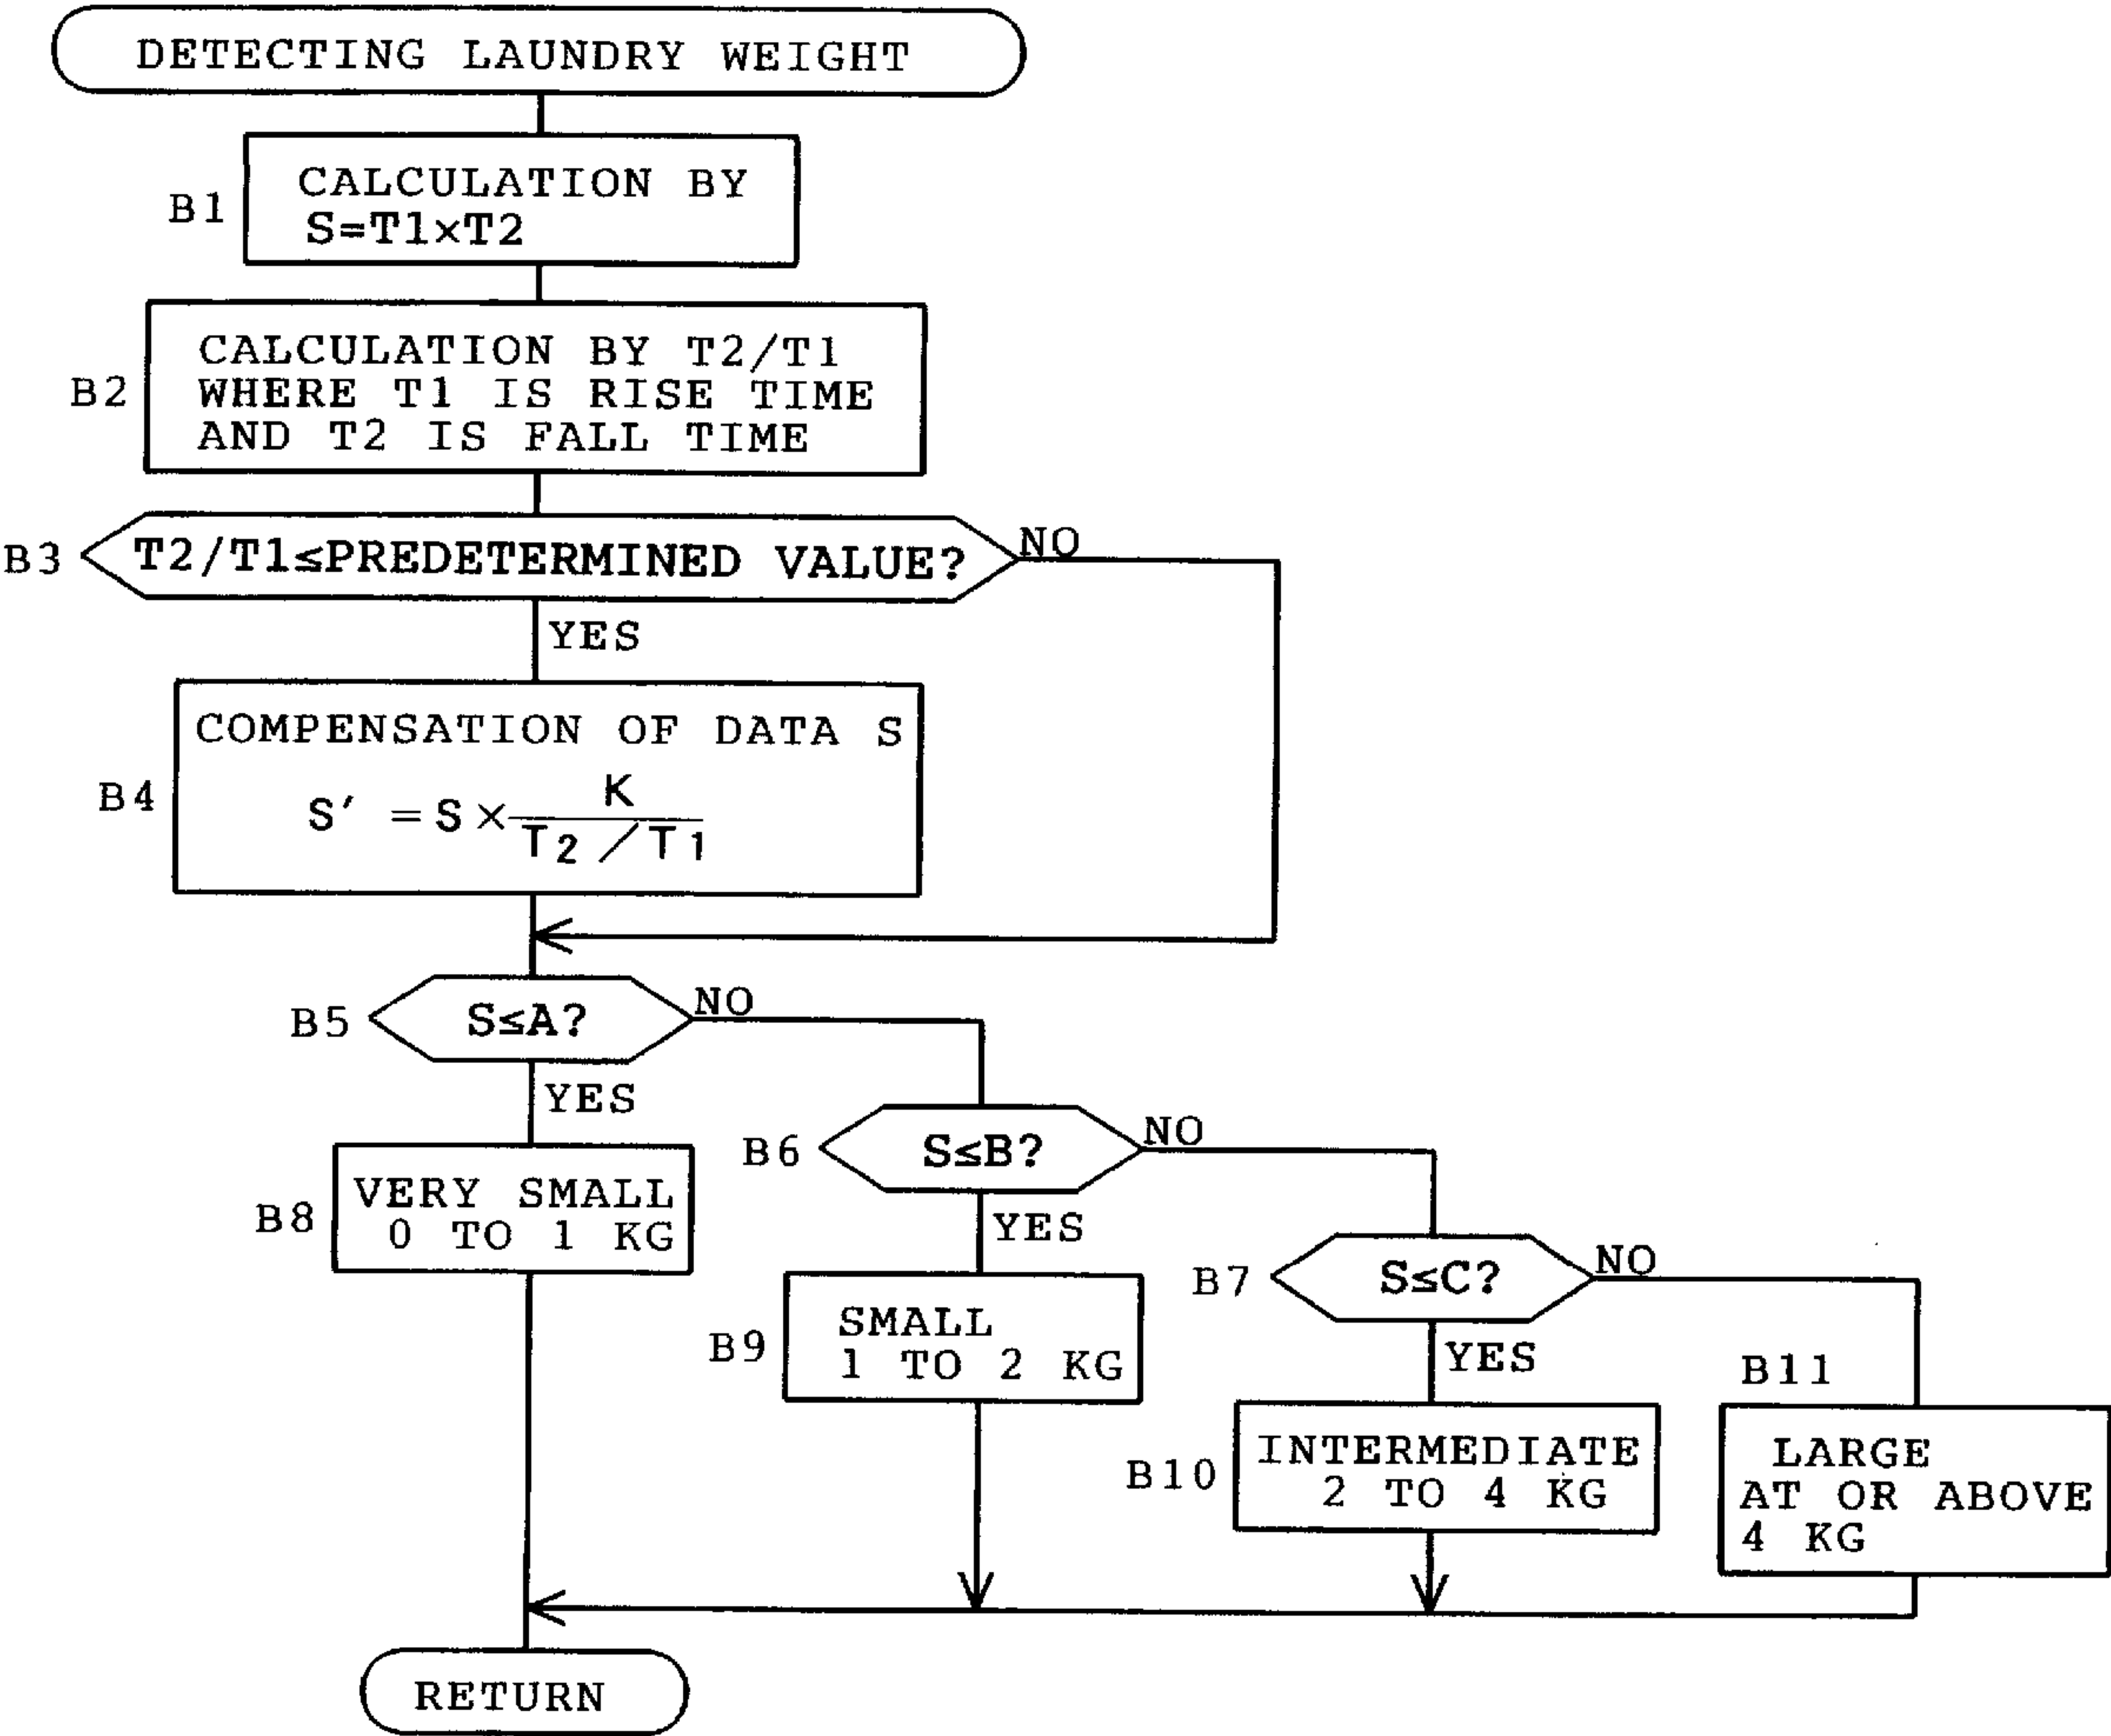 DETECTING LAUNDRY WEIGHT
B1
CALCULATION BY
S=T1×T2
B2
CALCULATION BY T2/T1
WHERE T1 IS RISE TIME
AND T2 IS FALL TIME
B3
T2/T1≤PREDETERMINED VALUE?
NO
YES
B4
COMPENSATION OF DATA S
S' = S × K / (T2 / T1)
B5
S≤A?
NO
YES
B6
S≤B?
NO
YES
B7
S≤C?
NO
YES
B8
VERY SMALL
0 TO 1 KG
B9
SMALL
1 TO 2 KG
B10
INTERMEDIATE
2 TO 4 KG
B11
LARGE
AT OR ABOVE
4 KG
RETURN